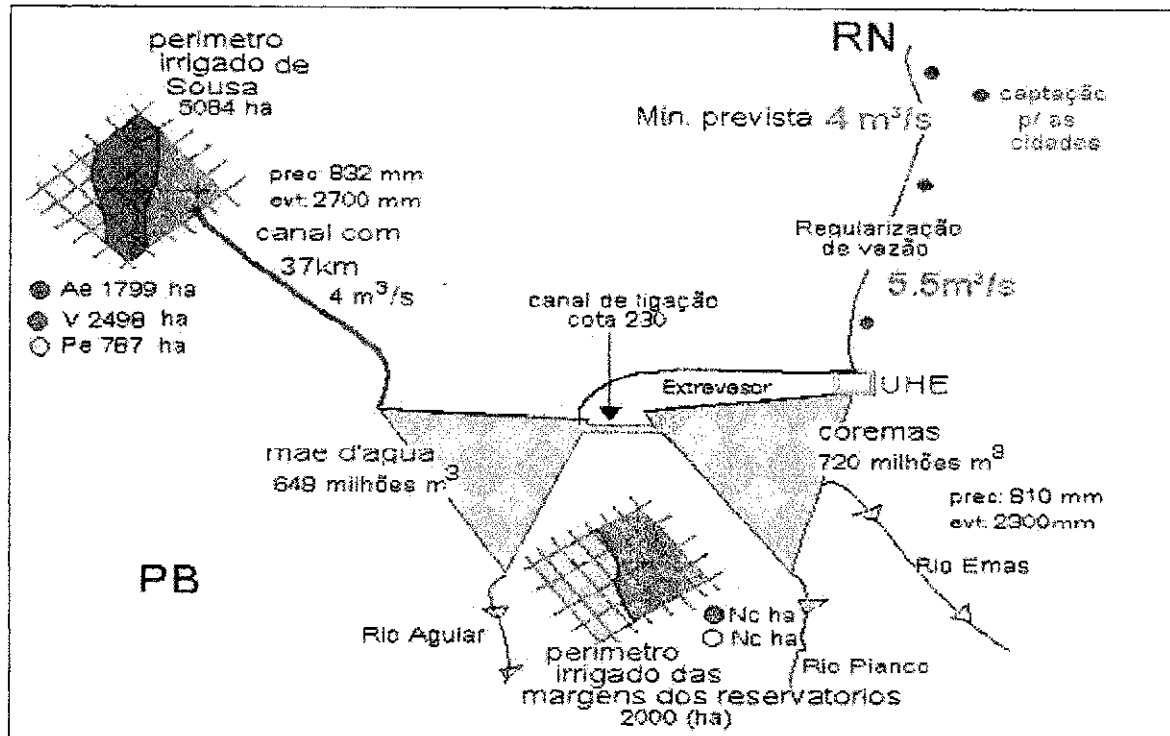 perimetro
irrigado de
Sousa
5084 ha
prec: 832 mm
evt: 2700 mm
canal com
37km
4 m³/s
Ae 1799 ha
V 2498 ha
Pe 787 ha
RN
Min. prevista 4 m³/s
captação
p/ as
cidades
Regularização
de vazão
5.5m³/s
canal de ligação
cota 230
Extravasor
UHE
mae d'agua
648 milhões m³
coremas
720 milhões m³
prec: 810 mm
evt: 2300mm
PB
Rio Emas
Rio Aguiar
Nc ha
Nc ha
Rio Pianco
perimetro
irrigado das
margens dos reservatorios
2000 (ha)